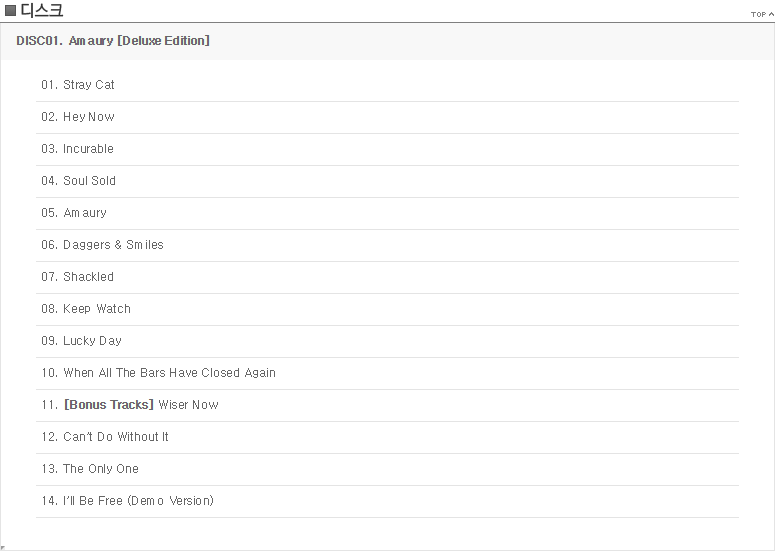 디스크
TOP
DISC01. Amaury [Deluxe Edition]
01. Stray Cat
02. Hey Now
03. Incurable
04. Soul Sold
05. Amaury
06. Daggers & Smiles
07. Shackled
08. Keep Watch
09. Lucky Day
10. When All The Bars Have Closed Again
11. [Bonus Tracks] Wiser Now
12. Can't Do Without It
13. The Only One
14. I'll Be Free (Demo Version)